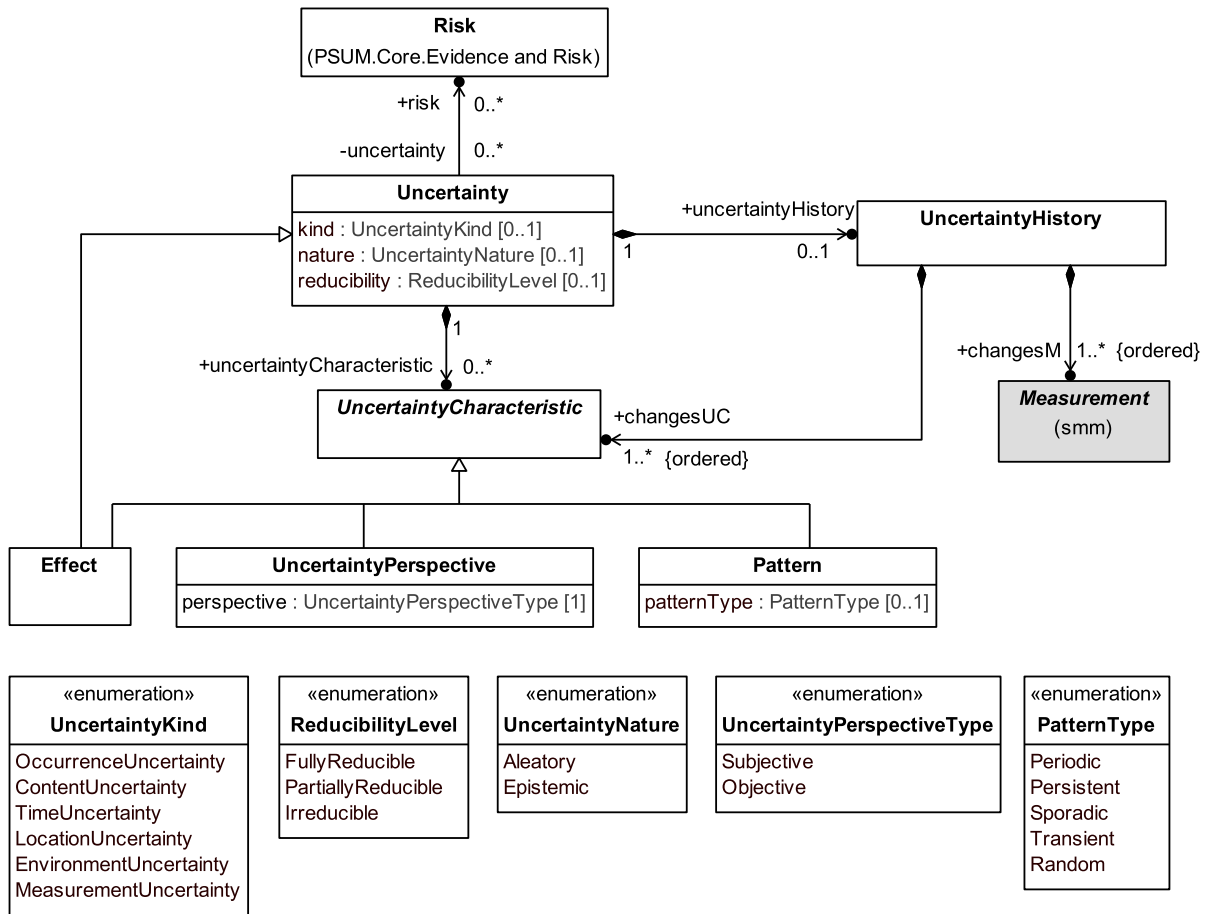 Risk
(PSUM.Core.Evidence and Risk)
+risk 0..*
-uncertainty 0..*
Uncertainty
kind : UncertaintyKind [0..1]
nature : UncertaintyNature [0..1]
reducibility : ReducibilityLevel [0..1]
+uncertaintyHistory
1
0..1
UncertaintyHistory
1
+uncertaintyCharacteristic 0..*
+changesM 1..* {ordered}
UncertaintyCharacteristic
+changesUC
1..* {ordered}
Measurement
(smm)
Effect
UncertaintyPerspective
perspective : UncertaintyPerspectiveType [1]
Pattern
patternType : PatternType [0..1]
«enumeration»
UncertaintyKind
OccurrenceUncertainty
ContentUncertainty
TimeUncertainty
LocationUncertainty
EnvironmentUncertainty
MeasurementUncertainty
«enumeration»
ReducibilityLevel
FullyReducible
PartiallyReducible
Irreducible
«enumeration»
UncertaintyNature
Aleatory
Epistemic
«enumeration»
UncertaintyPerspectiveType
Subjective
Objective
«enumeration»
PatternType
Periodic
Persistent
Sporadic
Transient
Random